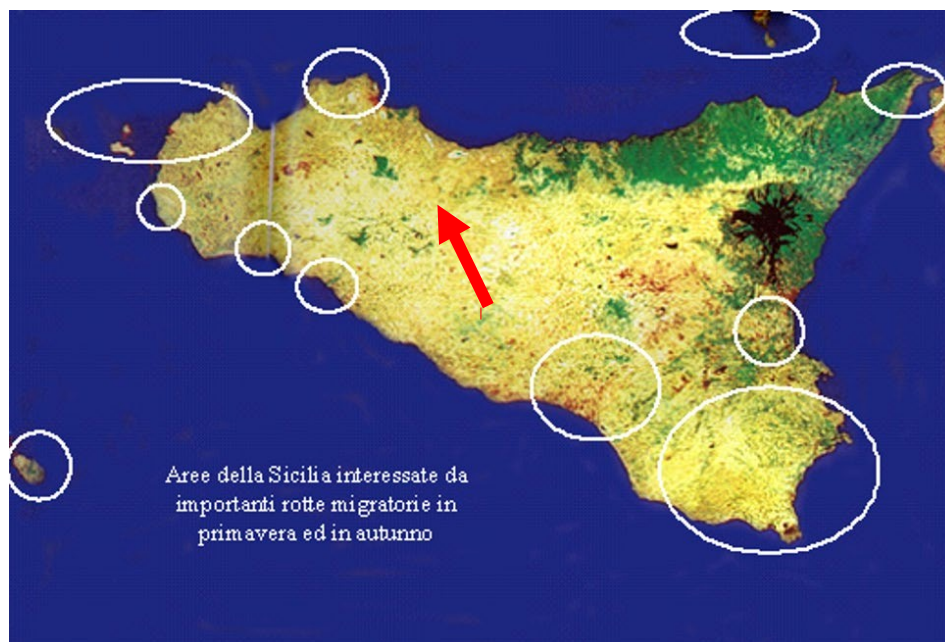 Aree della Sicilia interessate da
importanti rotte migratorie in
primavera ed in autunno